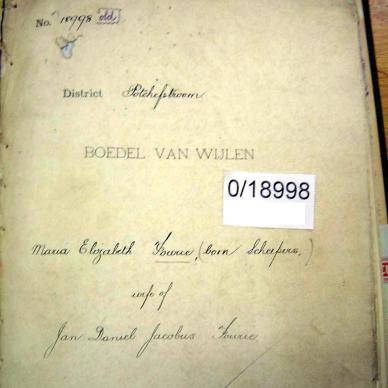 No. 18998 old
District Potchefstroom
BOEDEL VAN WIJLEN
0/18998
Maria Elizabeth Fourie, (born Scheepers,)
wife of
Jan Daniel Jacobus Fourie